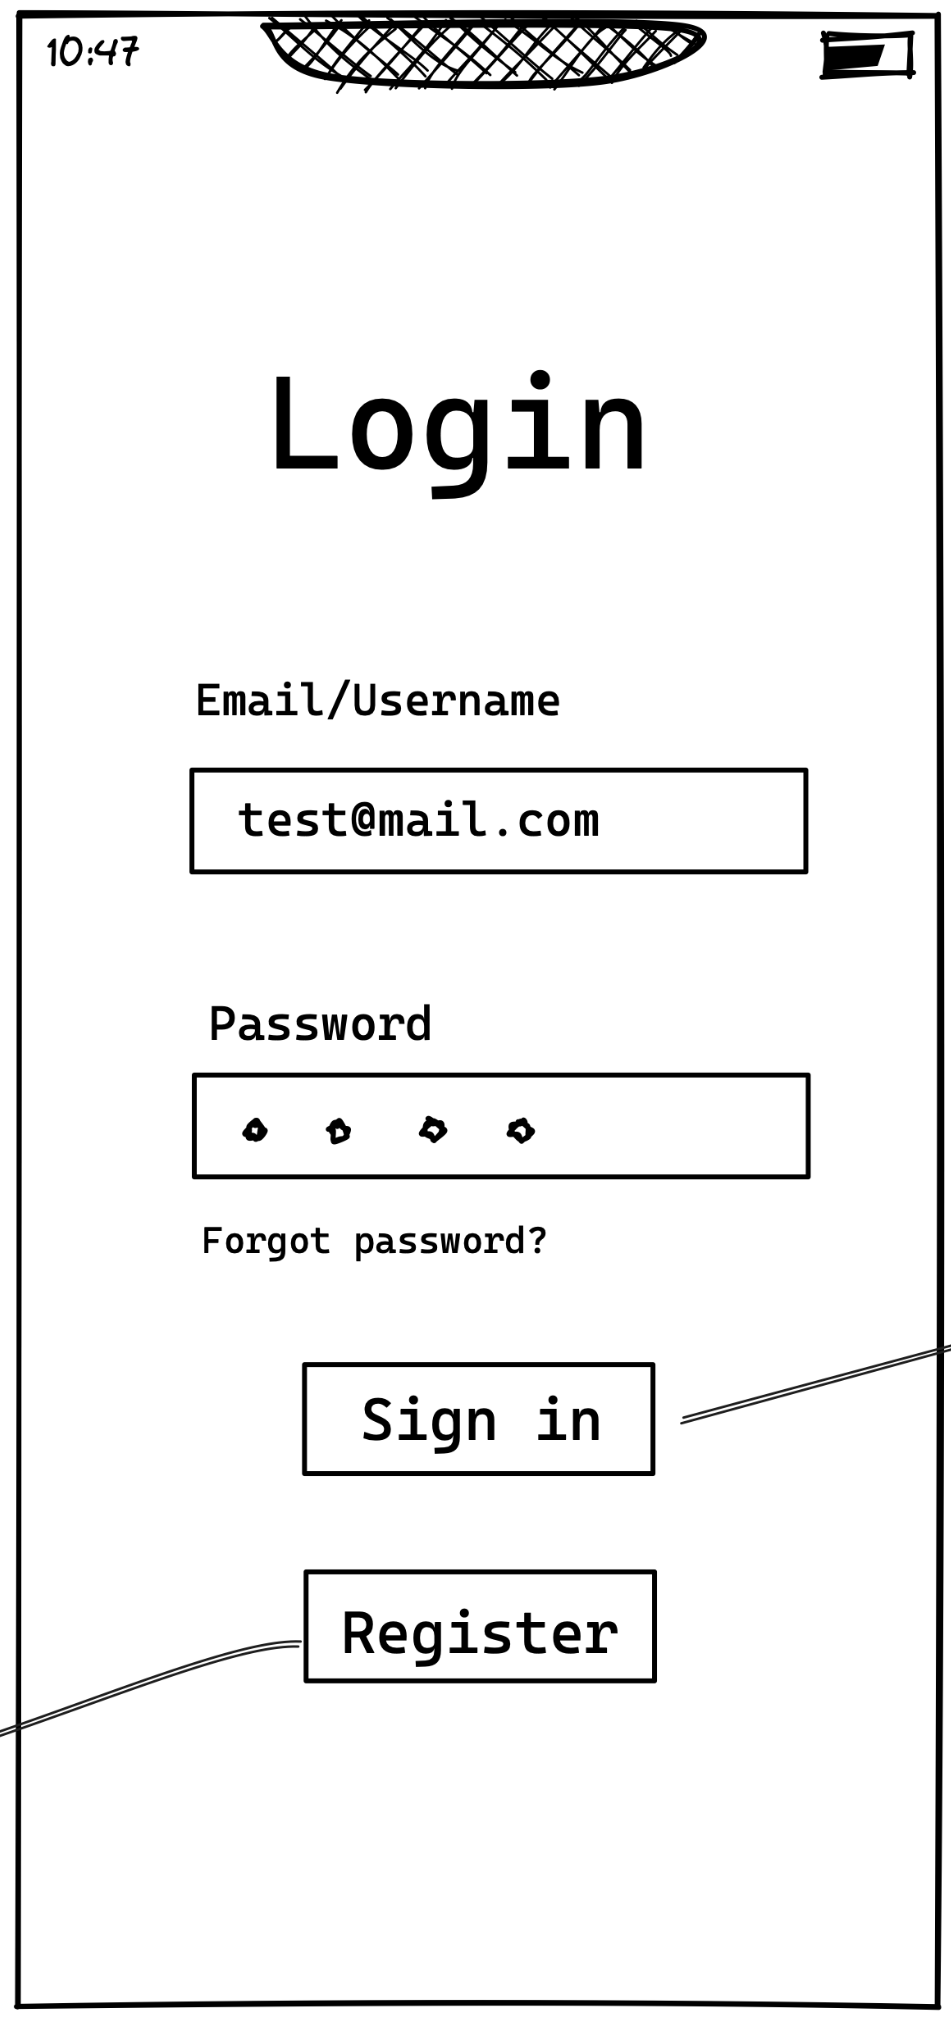 10:47
Login
Email/Username
test@mail.com
Password
Forgot password?
Sign in
Register